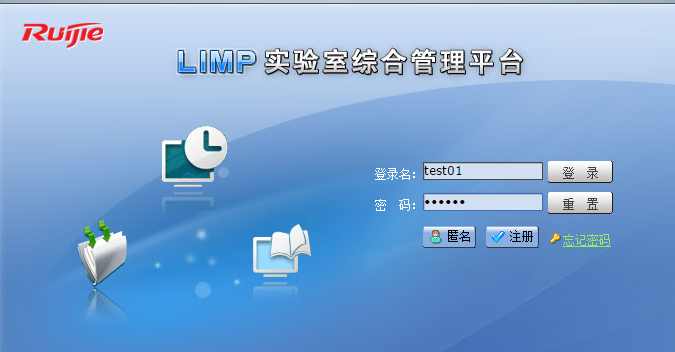 Ruijie
LIMP 实验室综合管理平台
登录名: test01 登 录
密 码: •••••• 重 置
匿名 注册 忘记密码